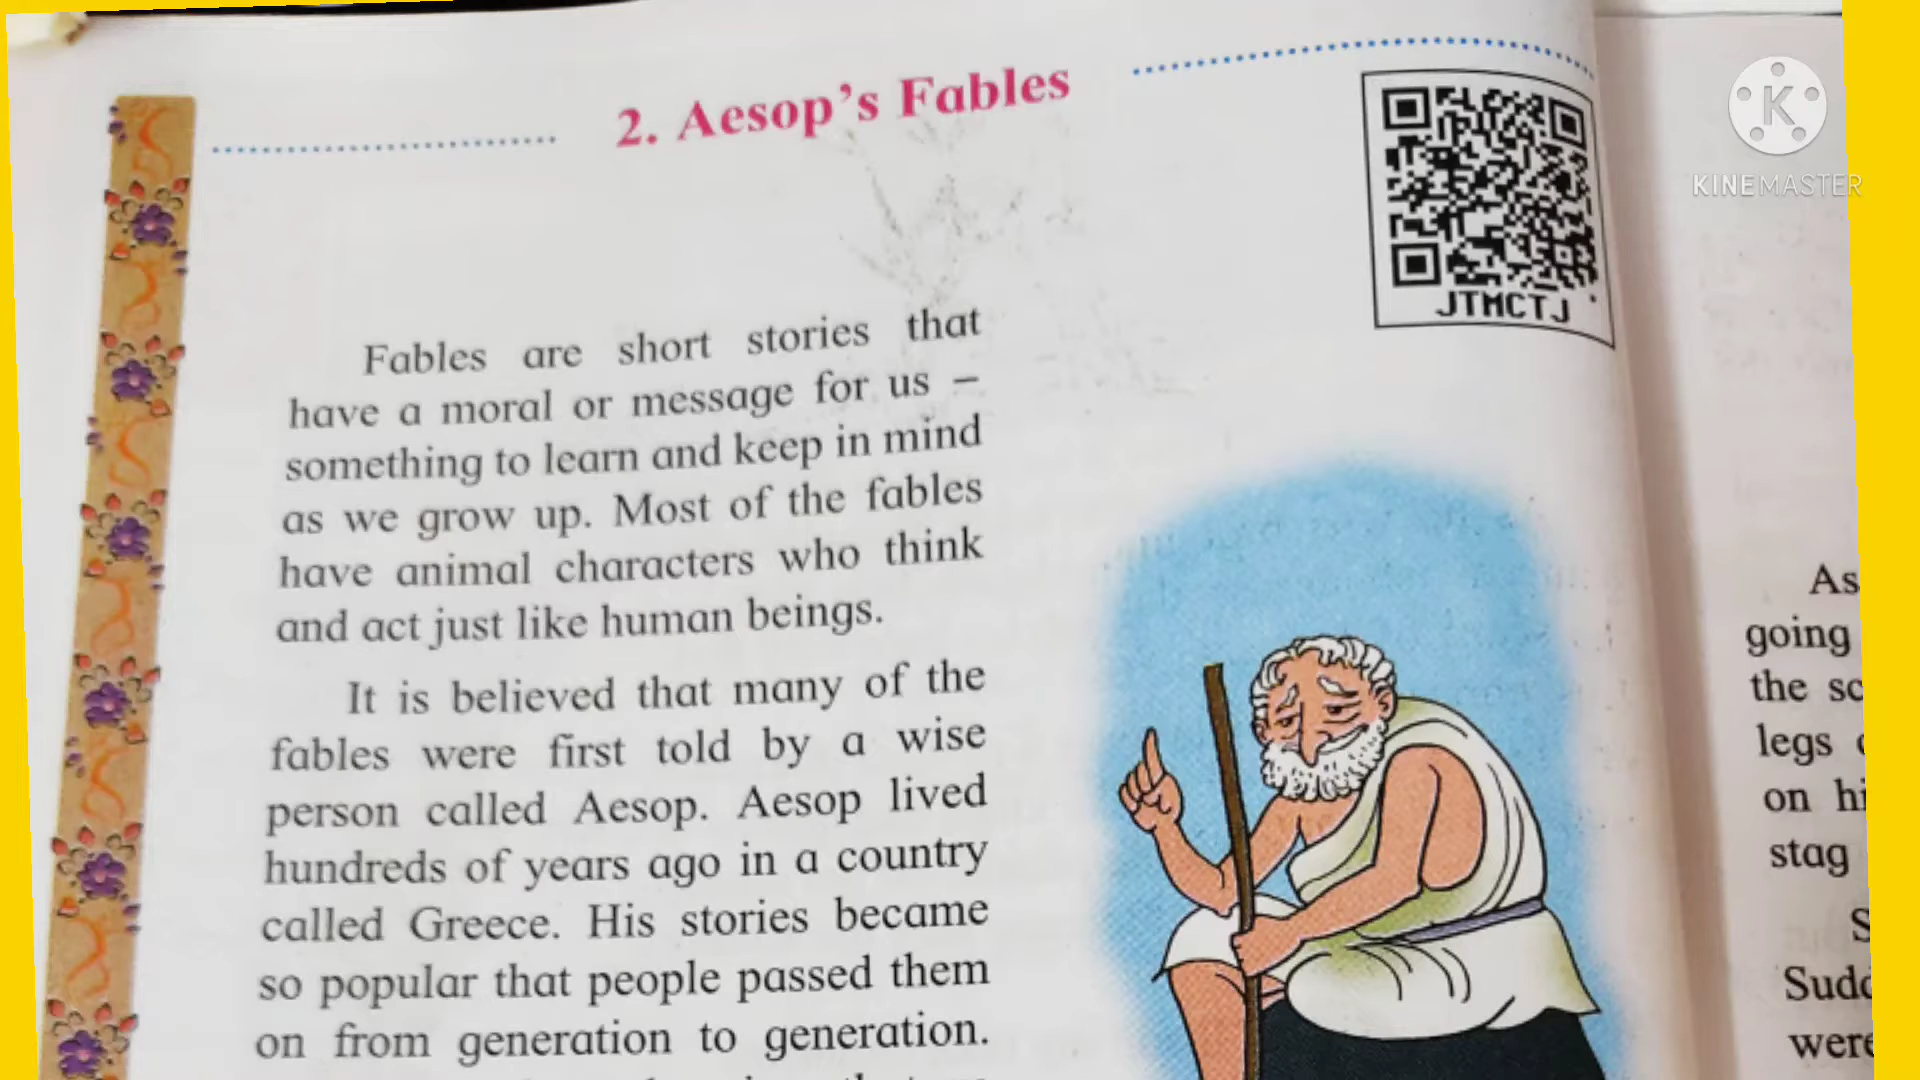 2. Aesop's Fables
JTMCTJ
KINEMASTER
Fables are short stories that
have a moral or message for us –
something to learn and keep in mind
as we grow up. Most of the fables
have animal characters who think
and act just like human beings.
It is believed that many of the
fables were first told by a wise
person called Aesop. Aesop lived
hundreds of years ago in a country
called Greece. His stories became
so popular that people passed them
on from generation to generation.
As
going
the
legs
on
stag
were